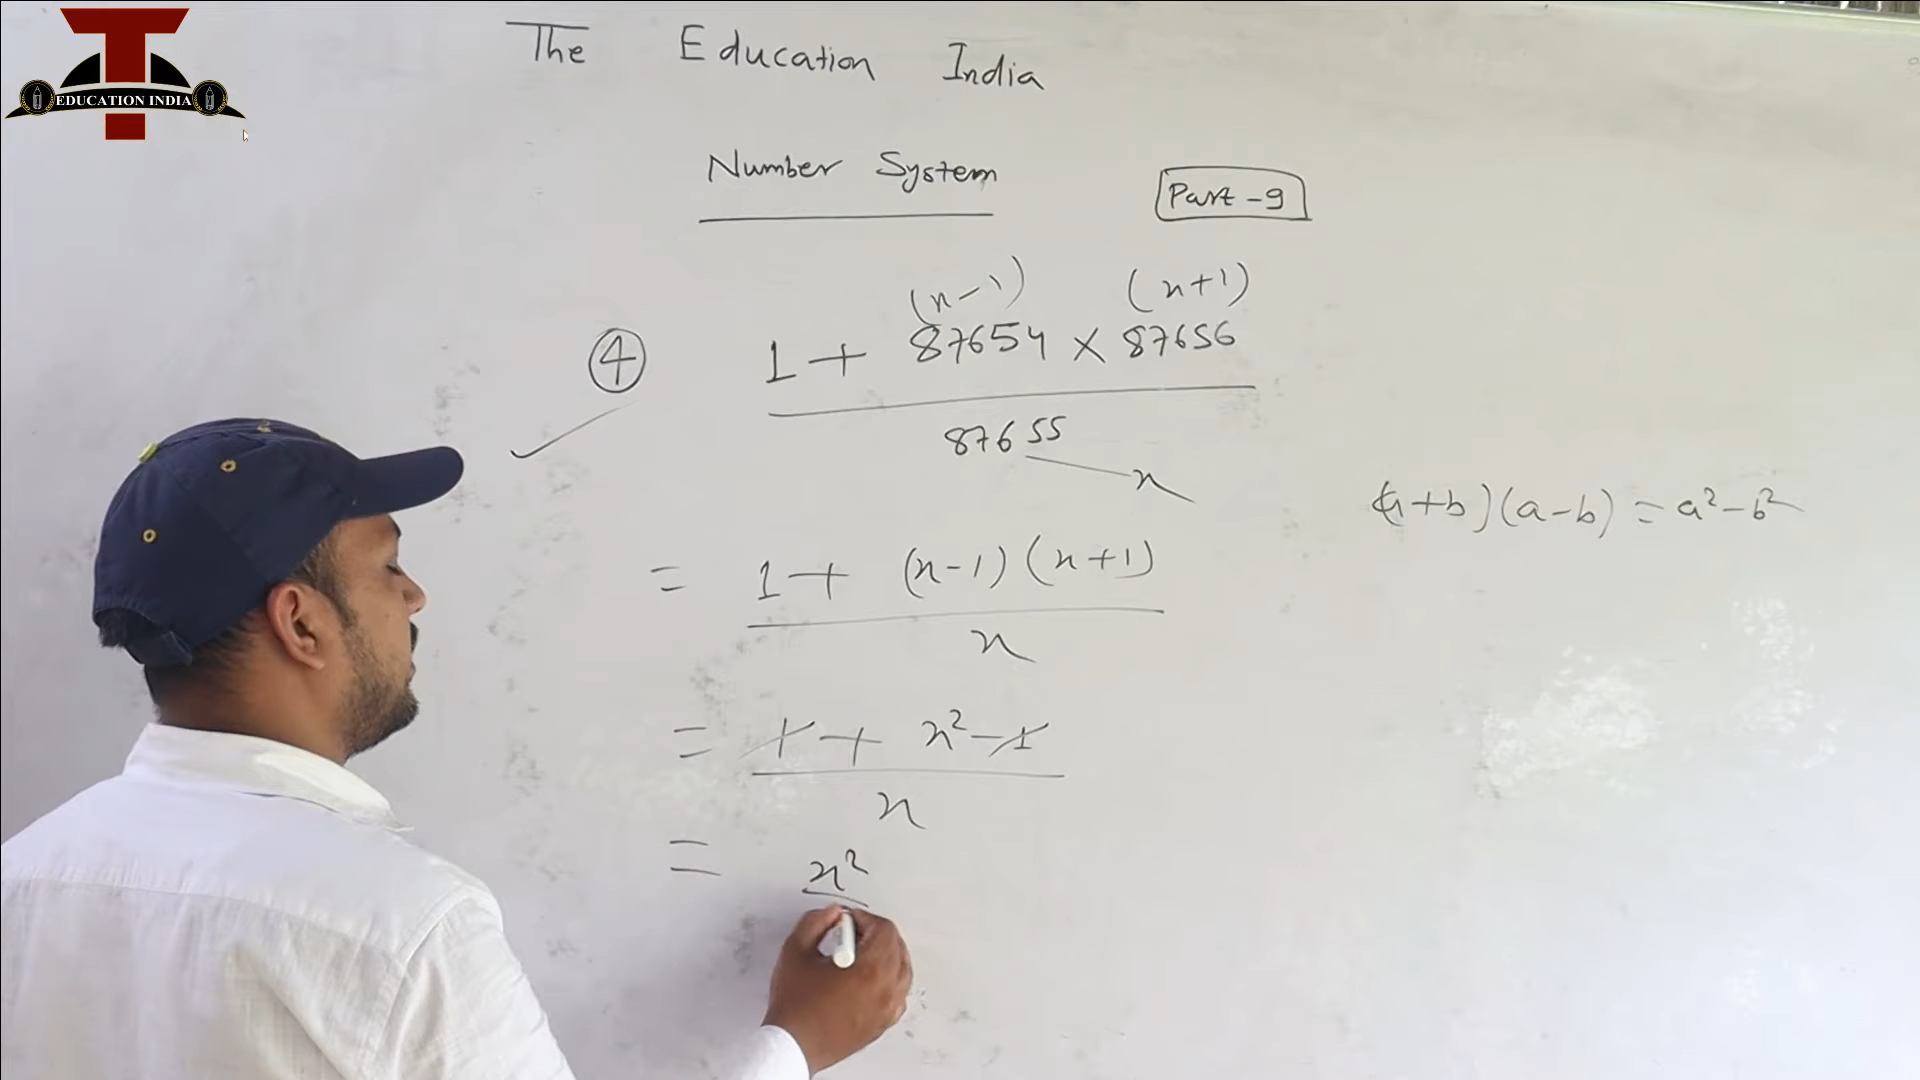 T
EDUCATION INDIA
The Education India
Number System
Part-9
(n-1) (n+1)
④ 1 + 87654 × 87656
87655
n
(a+b)(a-b) = a²-b²
= 1 + (n-1)(n+1)
n
= 1 + n²-1
n
= n²